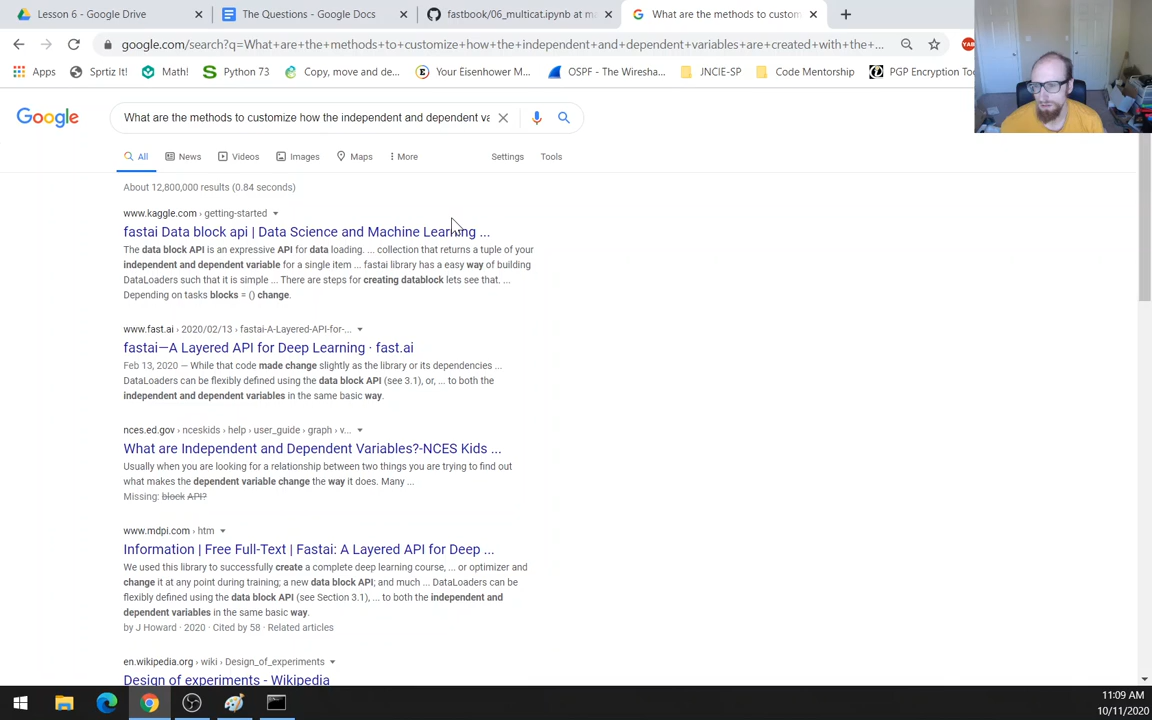 Lesson 6 - Google Drive
The Questions - Google Docs
fastbook/06_multicat.ipynb at ma
What are the methods to custom
google.com/search?q=What+are+the+methods+to+customize+how+the+independent+and+dependent+variables+are+created+with+the+...
Apps
Sprtiz It!
Math!
Python 73
Copy, move and de...
Your Eisenhower M...
OSPF - The Wiresha...
JNCIE-SP
Code Mentorship
PGP Encryption Too
Google
What are the methods to customize how the independent and dependent va
All
News
Videos
Images
Maps
More
Settings
Tools
About 12,800,000 results (0.84 seconds)
www.kaggle.com › getting-started
fastai Data block api | Data Science and Machine Learning ...
The data block API is an expressive API for data loading. ... collection that returns a tuple of your
independent and dependent variable for a single item ... fastai library has a easy way of building
DataLoaders such that it is simple ... There are steps for creating datablock lets see that. ...
Depending on tasks blocks = () change.
www.fast.ai › 2020/02/13 › fastai-A-Layered-API-for-...
fastai—A Layered API for Deep Learning · fast.ai
Feb 13, 2020 — While that code made change slightly as the library or its dependencies ...
DataLoaders can be flexibly defined using the data block API (see 3.1), or, ... to both the
independent and dependent variables in the same basic way.
nces.ed.gov › nceskids › help › user_guide › graph › v...
What are Independent and Dependent Variables?-NCES Kids ...
Usually when you are looking for a relationship between two things you are trying to find out
what makes the dependent variable change the way it does. Many ...
Missing: block API?
www.mdpi.com › htm
Information | Free Full-Text | Fastai: A Layered API for Deep ...
We used this library to successfully create a complete deep learning course, ... or optimizer and
change it at any point during training; a new data block API; and much ... DataLoaders can be
flexibly defined using the data block API (see Section 3.1), ... to both the independent and
dependent variables in the same basic way.
by J Howard · 2020 · Cited by 58 · Related articles
en.wikipedia.org › wiki › Design_of_experiments
Design of experiments - Wikipedia
11:09 AM
10/11/2020